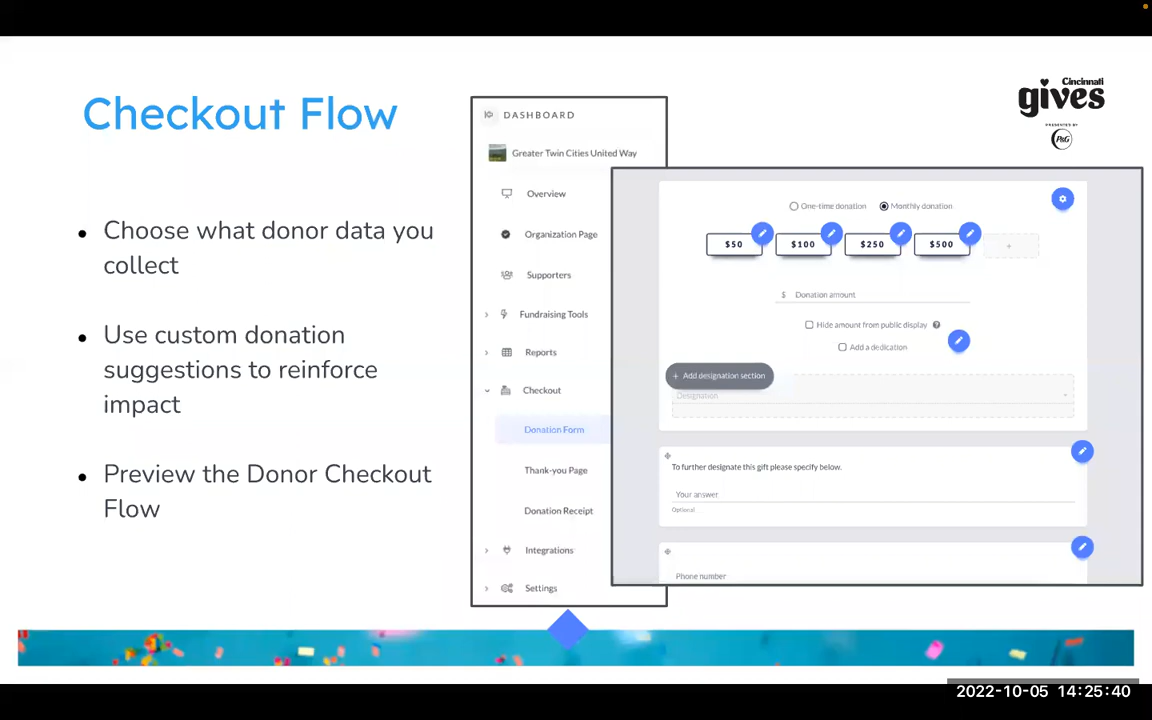 Checkout Flow
Choose what donor data you
collect
Use custom donation
suggestions to reinforce
impact
Preview the Donor Checkout
Flow
DASHBOARD
Greater Twin Cities United Way
Overview
Organization Page
Supporters
Fundraising Tools
Reports
Checkout
Donation Form
Thank-you Page
Donation Receipt
Integrations
Settings
One-time donation Monthly donation
$50 $100 $250 $500 +
$ Donation amount
Hide amount from public display ?
Add a dedication
+ Add designation section
Designation
To further designate this gift please specify below.
Your answer
Optional
Phone number
Cincinnati
gives
PRESENTED BY
P&G
2022-10-05 14:25:40